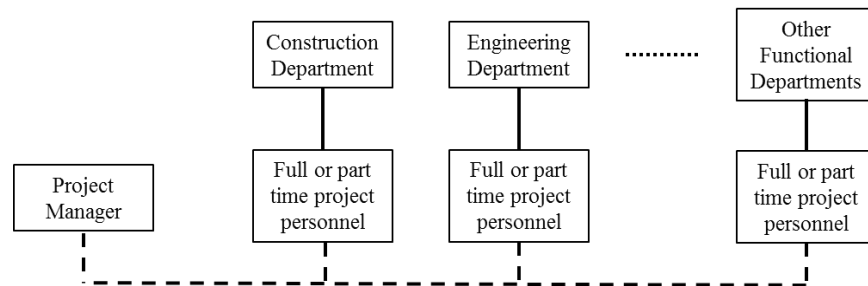 Construction
Department
Engineering
Department
Other
Functional
Departments
Project
Manager
Full or part
time project
personnel
Full or part
time project
personnel
Full or part
time project
personnel